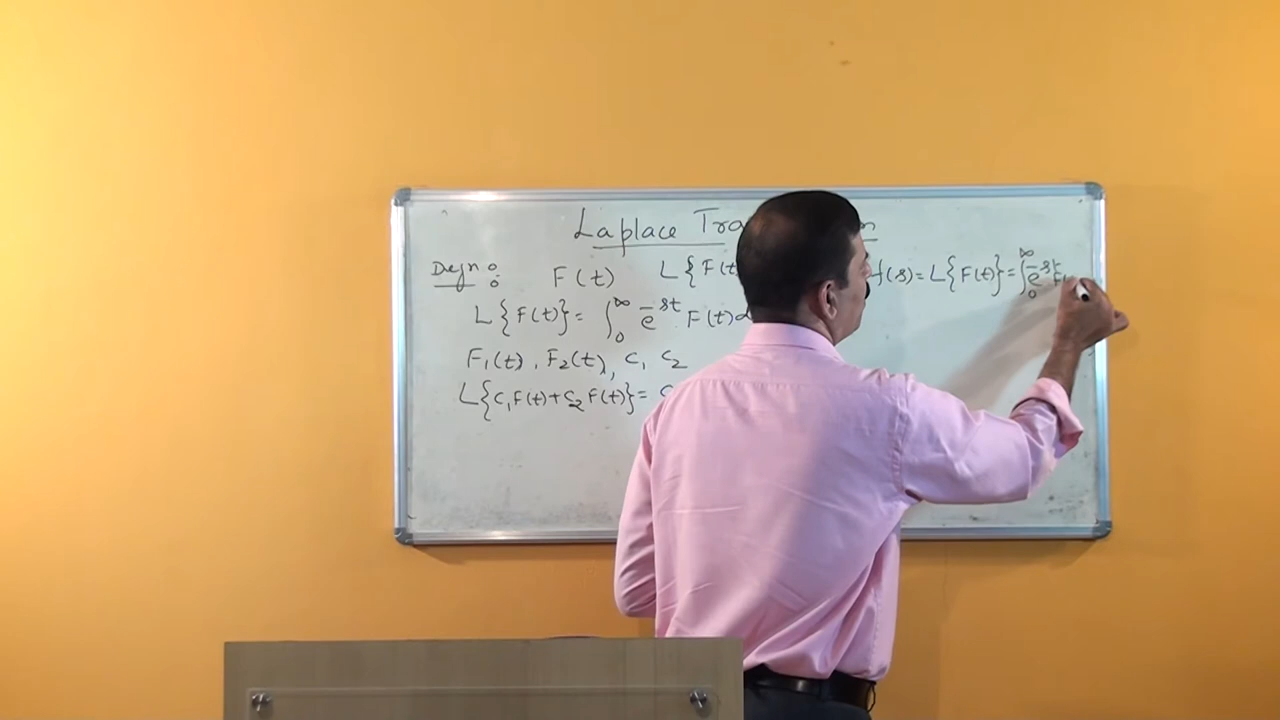 Laplace Tra
Defn : F(t) L{F(t f(s) = L{F(t)} = ∫₀^∞ e^-st F(
L{F(t)} = ∫₀^∞ e^-st . F(t)d
F₁(t), F₂(t), c₁ c₂
L{c₁F(t)+c₂F(t)} =